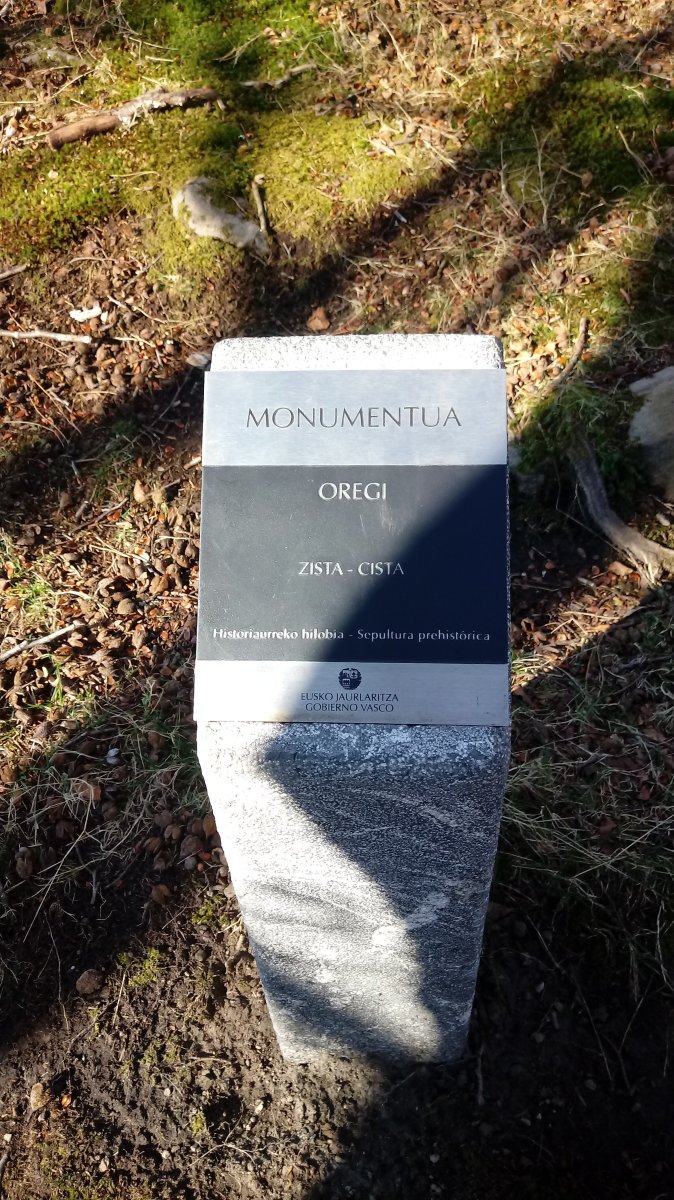 MONUMENTUA
OREGI
ZISTA - CISTA
Historiaurreko hilobia - Sepultura prehistórica
EUSKO JAURLARITZA
GOBIERNO VASCO